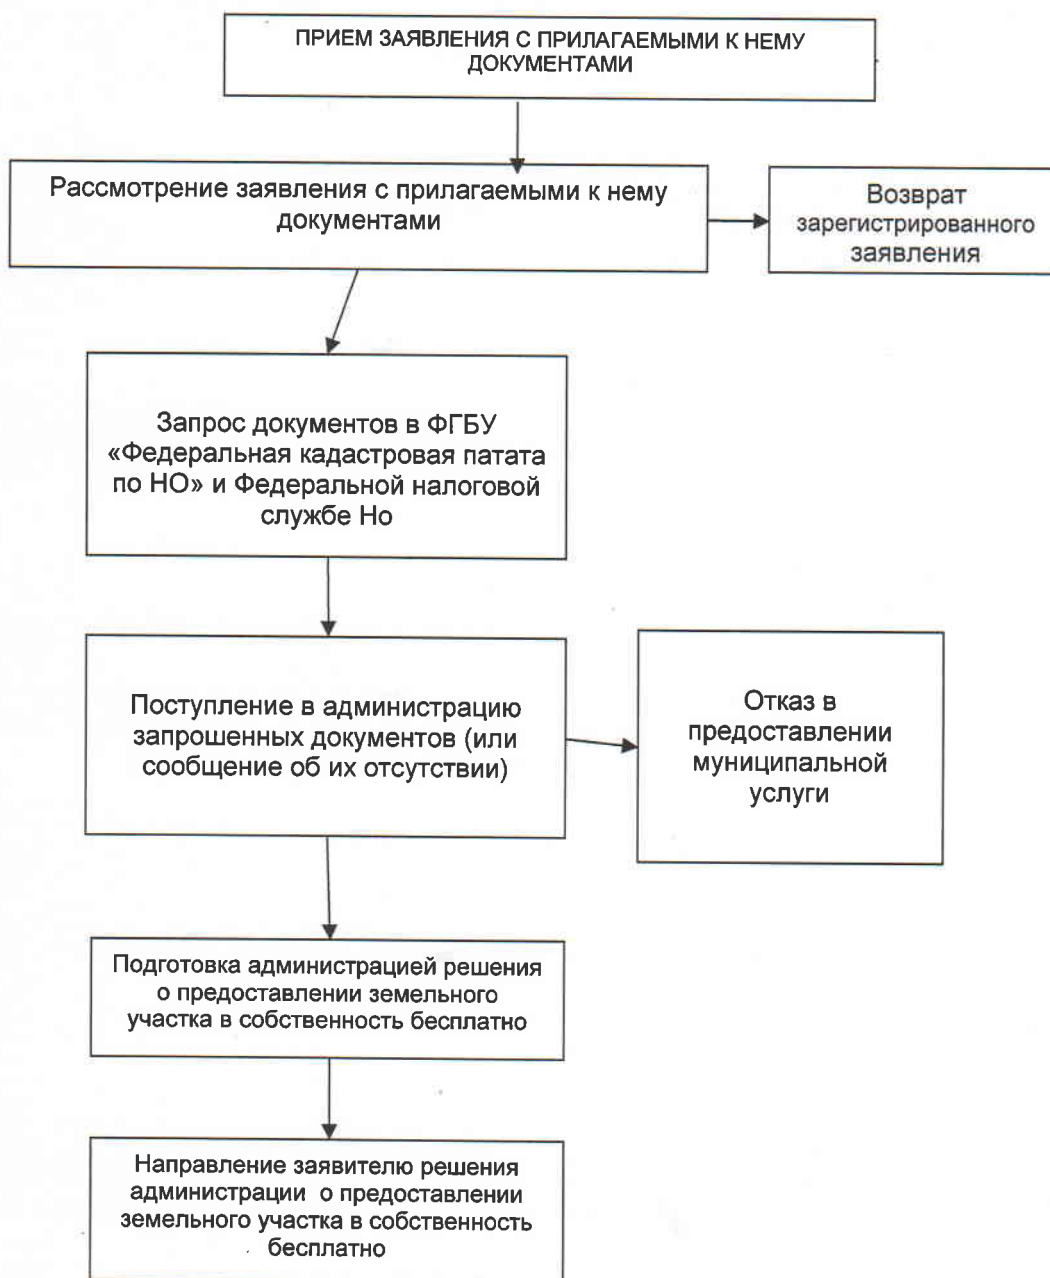 ПРИЕМ ЗАЯВЛЕНИЯ С ПРИЛАГАЕМЫМИ К НЕМУ
ДОКУМЕНТАМИ
Рассмотрение заявления с прилагаемыми к нему
документами
Возврат
зарегистрированного
заявления
Запрос документов в ФГБУ
«Федеральная кадастровая патата
по НО» и Федеральной налоговой
службе Но
Поступление в администрацию
запрошенных документов (или
сообщение об их отсутствии)
Отказ в
предоставлении
муниципальной
услуги
Подготовка администрацией решения
о предоставлении земельного
участка в собственность бесплатно
Направление заявителю решения
администрации о предоставлении
земельного участка в собственность
бесплатно